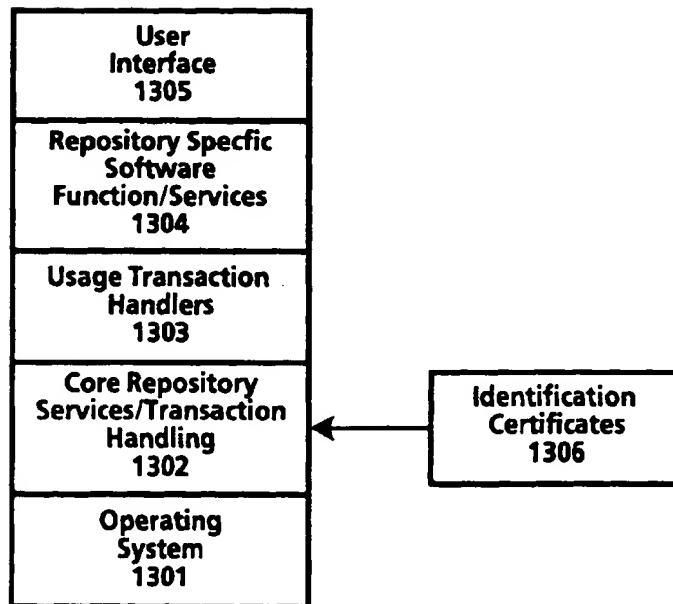 User
Interface
1305
Repository Specfic
Software
Function/Services
1304
Usage Transaction
Handlers
1303
Core Repository
Services/Transaction
Handling
1302
Identification
Certificates
1306
Operating
System
1301